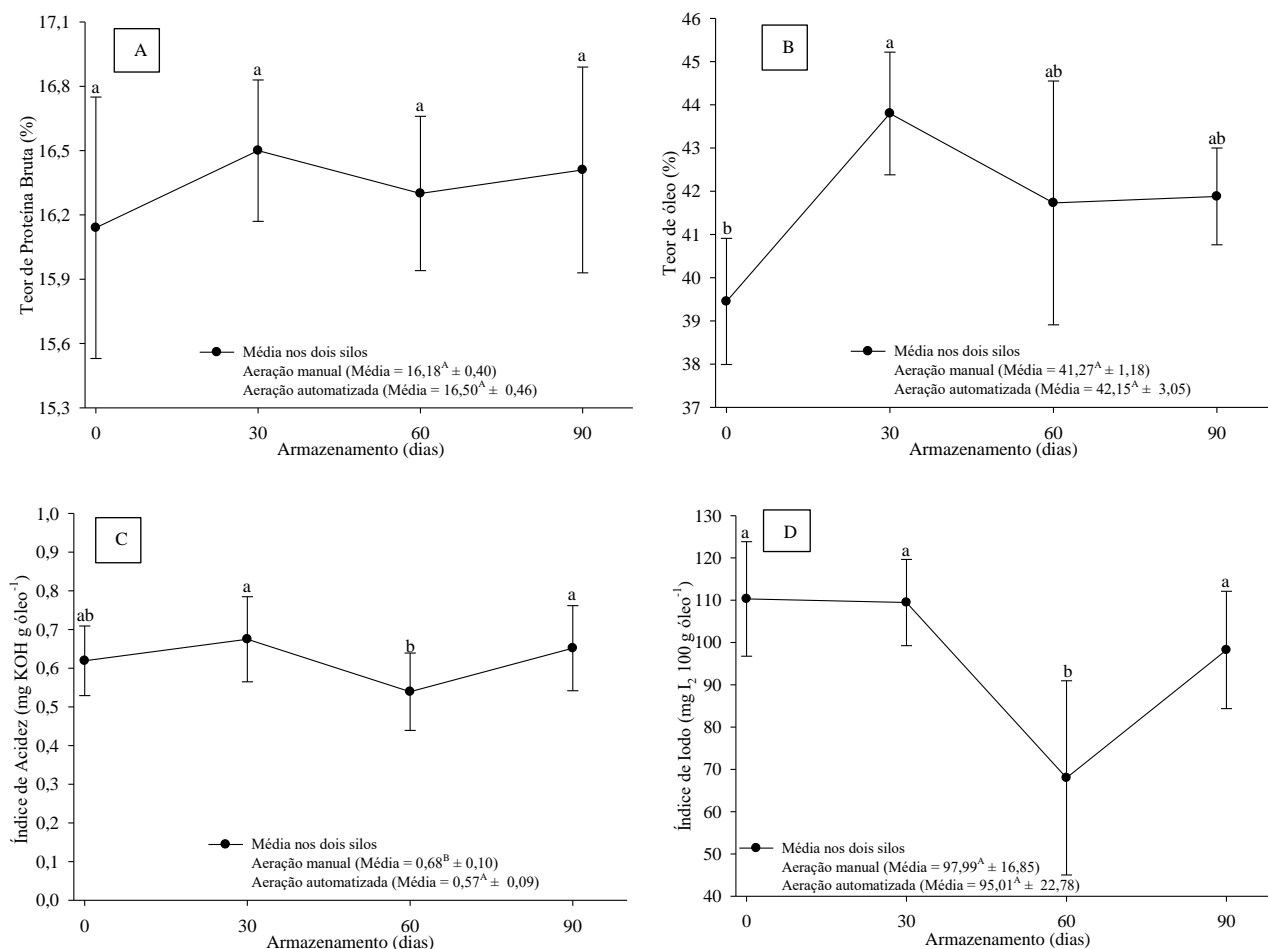 A
Teor de Proteína Bruta (%)
17,1
16,8
16,5
16,2
15,9
15,6
15,3
a
a
a
a
Média nos dois silos
Aeração manual (Média = 16,18ᴬ ± 0,40)
Aeração automatizada (Média = 16,50ᴬ ± 0,46)
0 30 60 90
Armazenamento (dias)
B
Teor de óleo (%)
46
45
44
43
42
41
40
39
38
37
b
a
ab
ab
Média nos dois silos
Aeração manual (Média = 41,27ᴬ ± 1,18)
Aeração automatizada (Média = 42,15ᴬ ± 3,05)
0 30 60 90
Armazenamento (dias)
C
Índice de Acidez (mg KOH g óleo⁻¹)
1,0
0,9
0,8
0,7
0,6
0,5
0,4
0,3
0,2
0,1
0,0
ab
a
b
a
Média nos dois silos
Aeração manual (Média = 0,68ᴮ ± 0,10)
Aeração automatizada (Média = 0,57ᴬ ± 0,09)
0 30 60 90
Armazenamento (dias)
D
Índice de Iodo (mg I₂ 100 g óleo⁻¹)
130
120
110
100
90
80
70
60
50
40
a
a
b
a
Média nos dois silos
Aeração manual (Média = 97,99ᴬ ± 16,85)
Aeração automatizada (Média = 95,01ᴬ ± 22,78)
0 30 60 90
Armazenamento (dias)